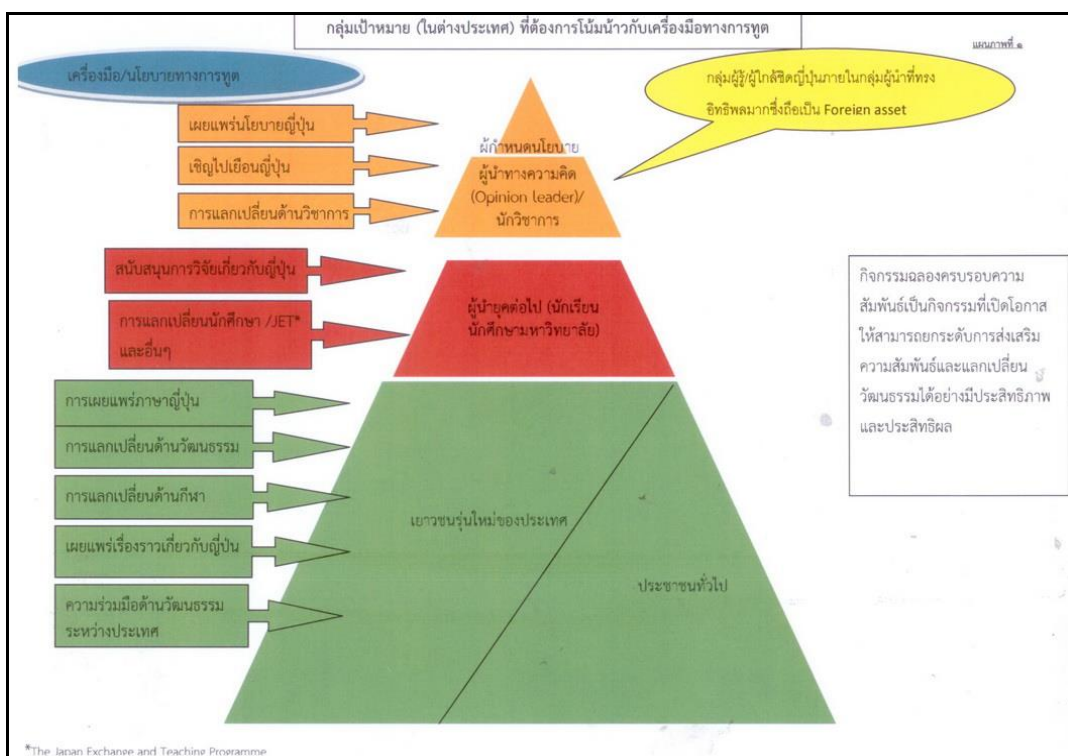 กลุ่มเป้าหมาย (ในต่างประเทศ) ที่ต้องการโน้มน้าวกับเครื่องมือทางการทูต
แผนภาพที่ ๑
เครื่องมือ/นโยบายทางการทูต
กลุ่มผู้รู้/ผู้ใกล้ชิดญี่ปุ่นภายในกลุ่มผู้นำที่ทรง
อิทธิพลมากซึ่งถือเป็น Foreign asset
เผยแพร่นโยบายญี่ปุ่น
เชิญไปเยือนญี่ปุ่น
การแลกเปลี่ยนด้านวิชาการ
ผู้กำหนดนโยบาย
ผู้นำทางความคิด
(Opinion leader)/
นักวิชาการ
สนับสนุนการวิจัยเกี่ยวกับญี่ปุ่น
การแลกเปลี่ยนนักศึกษา /JET*
และอื่นๆ
ผู้นำยุคต่อไป (นักเรียน
นักศึกษามหาวิทยาลัย)
กิจกรรมฉลองครบรอบความ
สัมพันธ์เป็นกิจกรรมที่เปิดโอกาส
ให้สามารถยกระดับการส่งเสริม
ความสัมพันธ์และแลกเปลี่ยน
วัฒนธรรมได้อย่างมีประสิทธิภาพ
และประสิทธิผล
การเผยแพร่ภาษาญี่ปุ่น
การแลกเปลี่ยนด้านวัฒนธรรม
การแลกเปลี่ยนด้านกีฬา
เผยแพร่เรื่องราวเกี่ยวกับญี่ปุ่น
ความร่วมมือด้านวัฒนธรรม
ระหว่างประเทศ
เยาวชนรุ่นใหม่ของประเทศ
ประชาชนทั่วไป
*The Japan Exchange and Teaching Programme